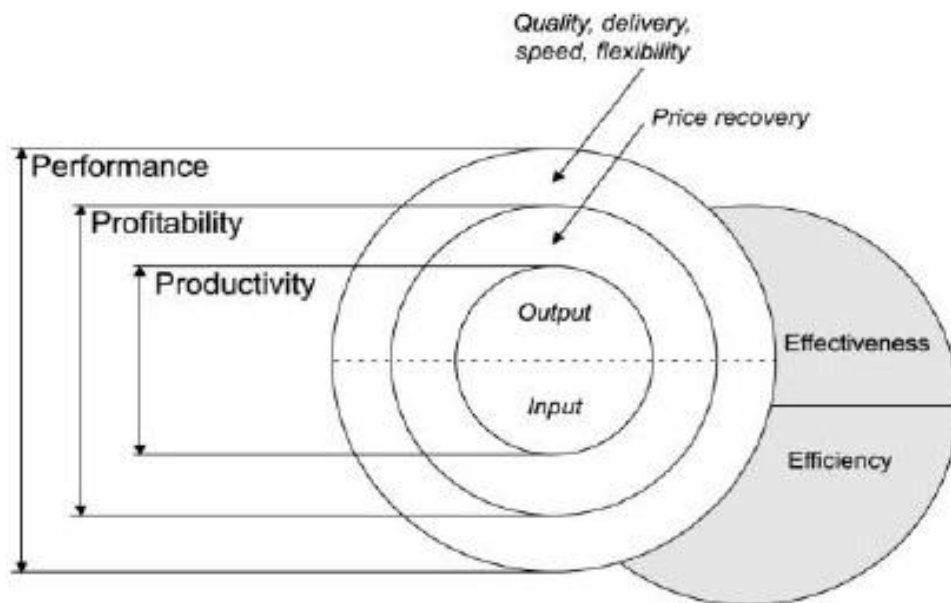 Quality, delivery,
speed, flexibility
Price recovery
Performance
Profitability
Productivity
Output
Input
Effectiveness
Efficiency